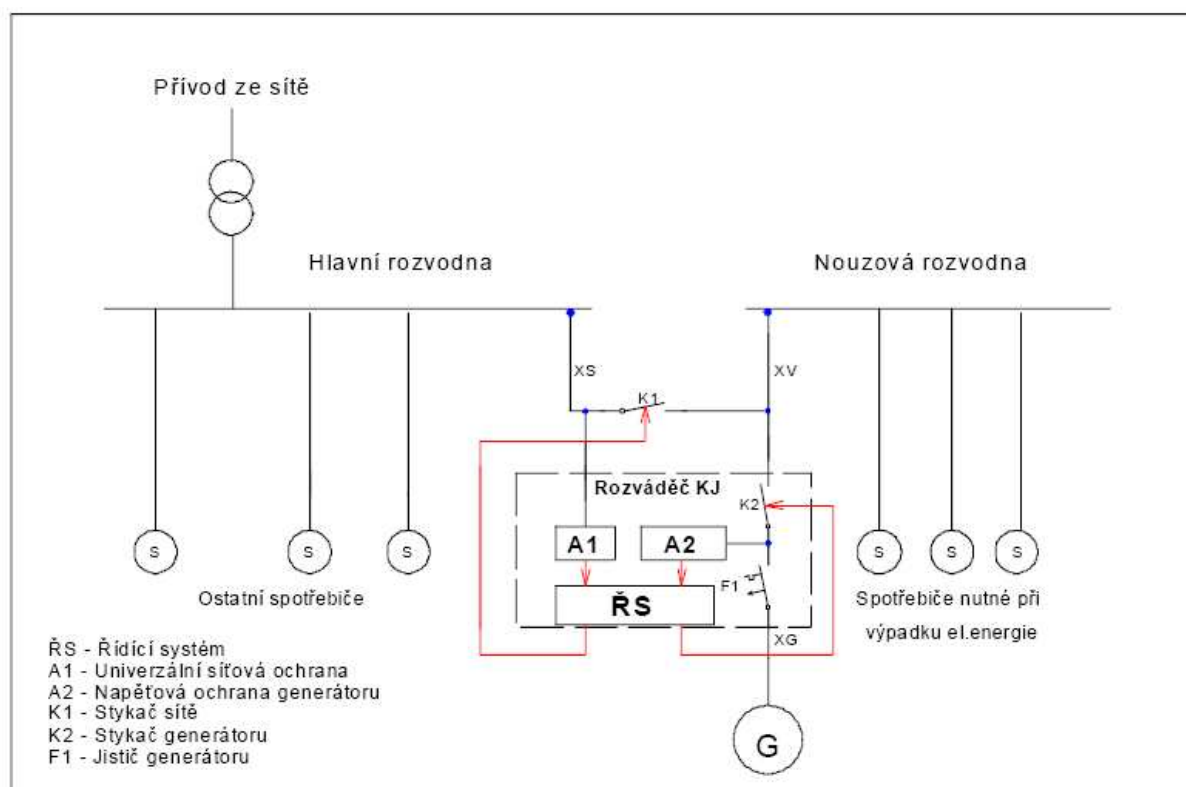 Přívod ze sítě
Hlavní rozvodna
Nouzová rozvodna
XS
XV
K1
Rozváděč KJ
K2
A1
A2
F1
ŘS
XG
S
S
S
S
S
S
Ostatní spotřebiče
Spotřebiče nutné při
výpadku el.energie
ŘS - Řídící systém
A1 - Univerzální síťová ochrana
A2 - Napěťová ochrana generátoru
K1 - Stykač sítě
K2 - Stykač generátoru
F1 - Jistič generátoru
G